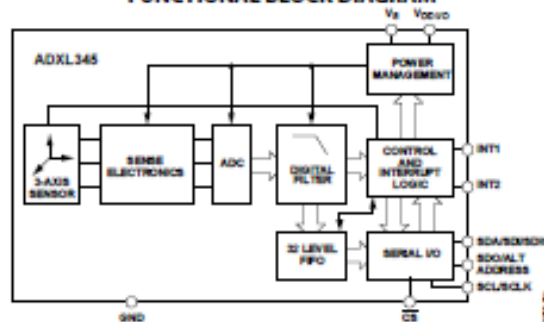 FUNCTIONAL BLOCK DIAGRAM
VS
VDD I/O
ADXL345
POWER
MANAGEMENT
3-AXIS
SENSOR
SENSE
ELECTRONICS
ADC
DIGITAL
FILTER
CONTROL
AND
INTERRUPT
LOGIC
INT1
INT2
32 LEVEL
FIFO
SERIAL I/O
SDA/SDI/SDIO
SDO/ALT
ADDRESS
SCL/SCLK
GND
CS